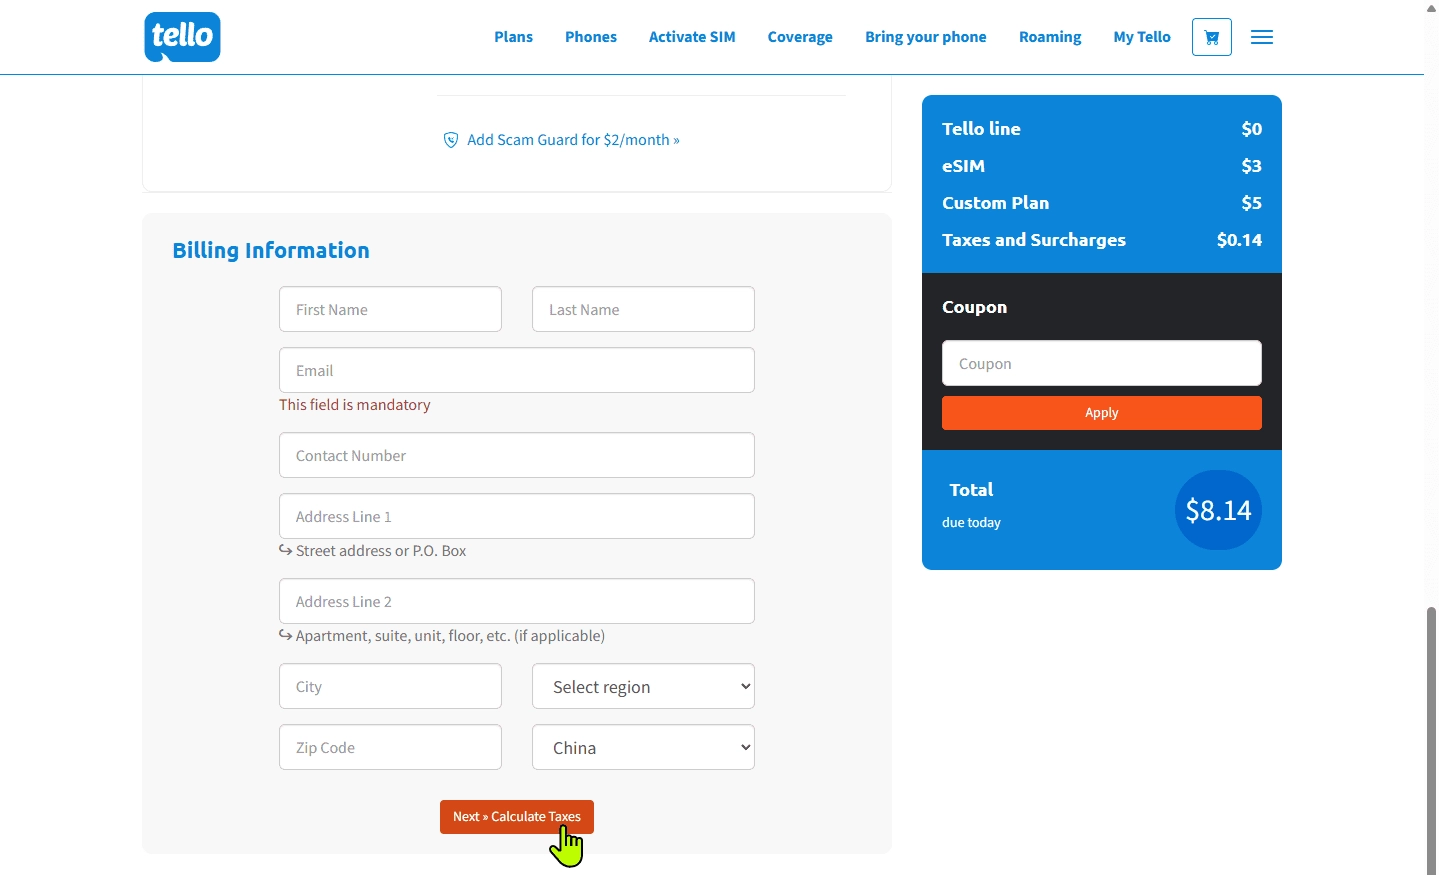 tello
Plans
Phones
Activate SIM
Coverage
Bring your phone
Roaming
My Tello
Add Scam Guard for $2/month »
Billing Information
First Name
Last Name
Email
This field is mandatory
Contact Number
Address Line 1
↪ Street address or P.O. Box
Address Line 2
↪ Apartment, suite, unit, floor, etc. (if applicable)
City
Select region
Zip Code
China
Next » Calculate Taxes
Tello line $0
eSIM $3
Custom Plan $5
Taxes and Surcharges $0.14
Coupon
Coupon
Apply
Total
due today
$8.14